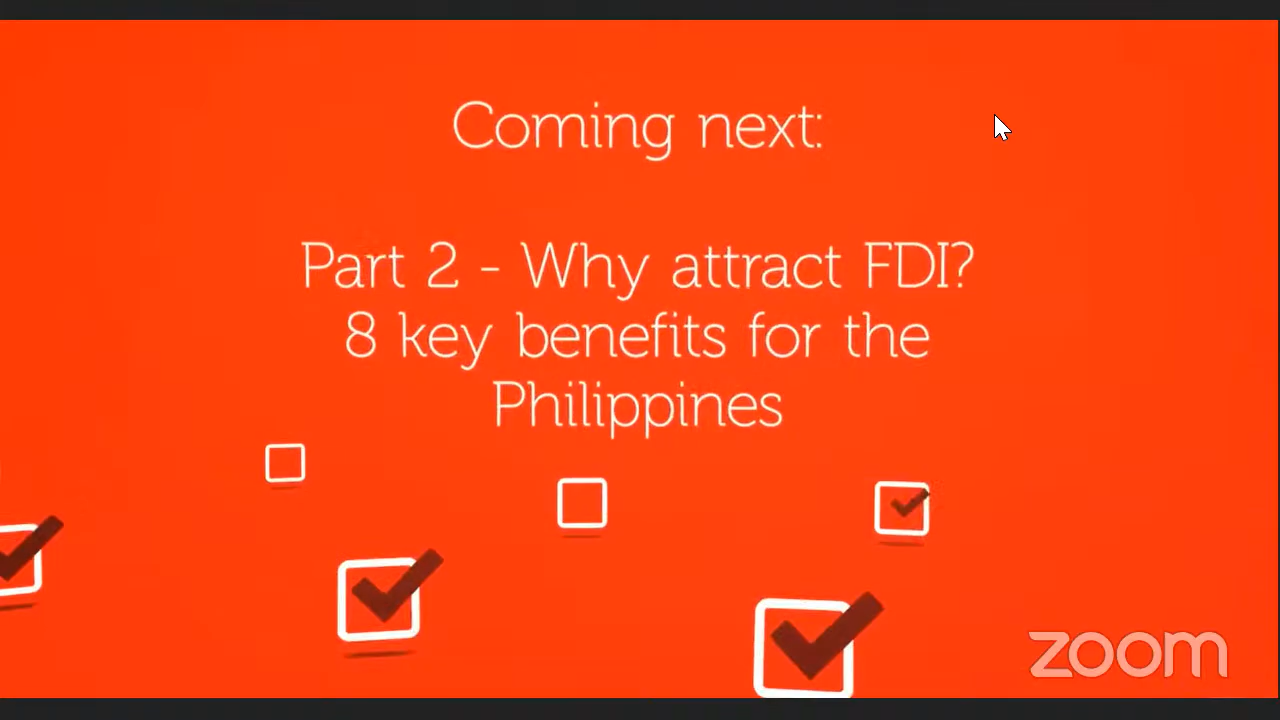 Coming next:
Part 2 - Why attract FDI?
8 key benefits for the
Philippines
zoom